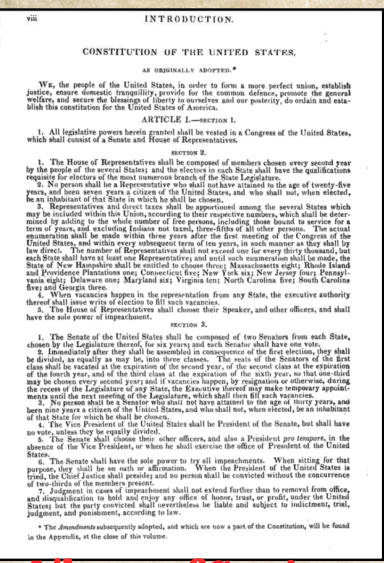 viii INTRODUCTION.
CONSTITUTION OF THE UNITED STATES,
AS ORIGINALLY ADOPTED.*
WE, the people of the United States, in order to form a more perfect union, establish
justice, ensure domestic tranquillity, provide for the common defence, promote the general
welfare, and secure the blessings of liberty to ourselves and our posterity, do ordain and esta-
blish this constitution for the United States of America.
ARTICLE I.—SECTION 1.
1. All legislative powers herein granted shall be vested in a Congress of the United States,
which shall consist of a Senate and House of Representatives.
SECTION 2.
1. The House of Representatives shall be composed of members chosen every second year
by the people of the several States; and the electors in each State shall have the qualifications
requisite for electors of the most numerous branch of the State Legislature.
2. No person shall be a Representative who shall not have attained to the age of twenty-five
years, and been seven years a citizen of the United States, and who shall not, when elected,
be an inhabitant of that State in which he shall be chosen.
3. Representatives and direct taxes shall be apportioned among the several States which
may be included within this Union, according to their respective numbers, which shall be deter-
mined by adding to the whole number of free persons, including those bound to service for a
term of years, and excluding Indians not taxed, three-fifths of all other persons. The actual
enumeration shall be made within three years after the first meeting of the Congress of the
United States, and within every subsequent term of ten years, in such manner as they shall by
law direct. The number of Representatives shall not exceed one for every thirty thousand, but
each State shall have at least one Representative; and until such enumeration shall be made, the
State of New Hampshire shall be entitled to choose three; Massachusetts eight; Rhode Island
and Providence Plantations one; Connecticut five; New York six; New Jersey four; Pennsyl-
vania eight; Delaware one; Maryland six; Virginia ten; North Carolina five; South Carolina
five; and Georgia three.
4. When vacancies happen in the representation from any State, the executive authority
thereof shall issue writs of election to fill such vacancies.
5. The House of Representatives shall choose their Speaker, and other officers, and shall
have the sole power of impeachment.
SECTION 3.
1. The Senate of the United States shall be composed of two Senators from each State,
chosen by the Legislature thereof, for six years; and each Senator shall have one vote.
2. Immediately after they shall be assembled in consequence of the first election, they shall
be divided, as equally as may be, into three classes. The seats of the Senators of the first
class shall be vacated at the expiration of the second year, of the second class at the expiration
of the fourth year, and of the third class at the expiration of the sixth year, so that one-third
may be chosen every second year; and if vacancies happen, by resignation or otherwise, during
the recess of the Legislature of any State, the Executive thereof may make temporary appoint-
ments until the next meeting of the Legislature, which shall then fill such vacancies.
3. No person shall be a Senator who shall not have attained to the age of thirty years, and
been nine years a citizen of the United States, and who shall not, when elected, be an inhabitant
of that State for which he shall be chosen.
4. The Vice President of the United States shall be President of the Senate, but shall have
no vote, unless they be equally divided.
5. The Senate shall choose their other officers, and also a President pro tempore, in the
absence of the Vice President, or when he shall exercise the office of President of the United
States.
6. The Senate shall have the sole power to try all impeachments. When sitting for that
purpose, they shall be on oath or affirmation. When the President of the United States is
tried, the Chief Justice shall preside; and no person shall be convicted without the concurrence
of two-thirds of the members present.
7. Judgment in cases of impeachment shall not extend further than to removal from office,
and disqualification to hold and enjoy any office of honor, trust, or profit, under the United
States; but the party convicted shall nevertheless be liable and subject to indictment, trial,
judgment, and punishment, according to law.
* The Amendments subsequently adopted, and which are now a part of the Constitution, will be found
in the Appendix, at the close of this volume.